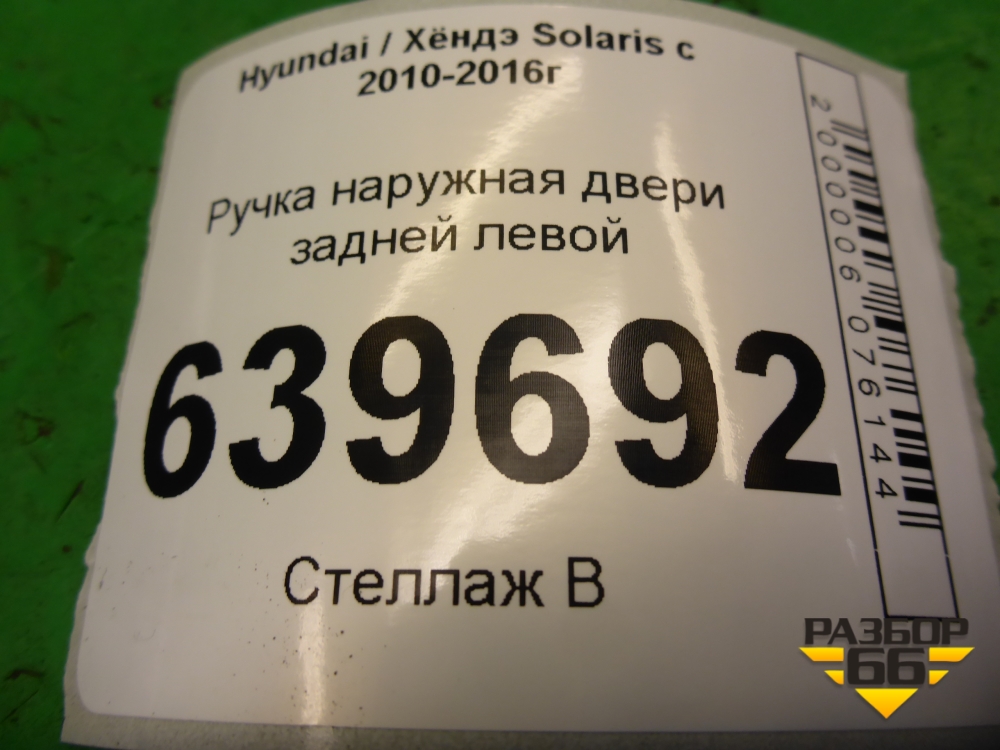 Hyundai / Хёндэ Solaris с
2010-2016г
Ручка наружная двери
задней левой
639692
Стеллаж В
2000006076144
РАЗБОР
66